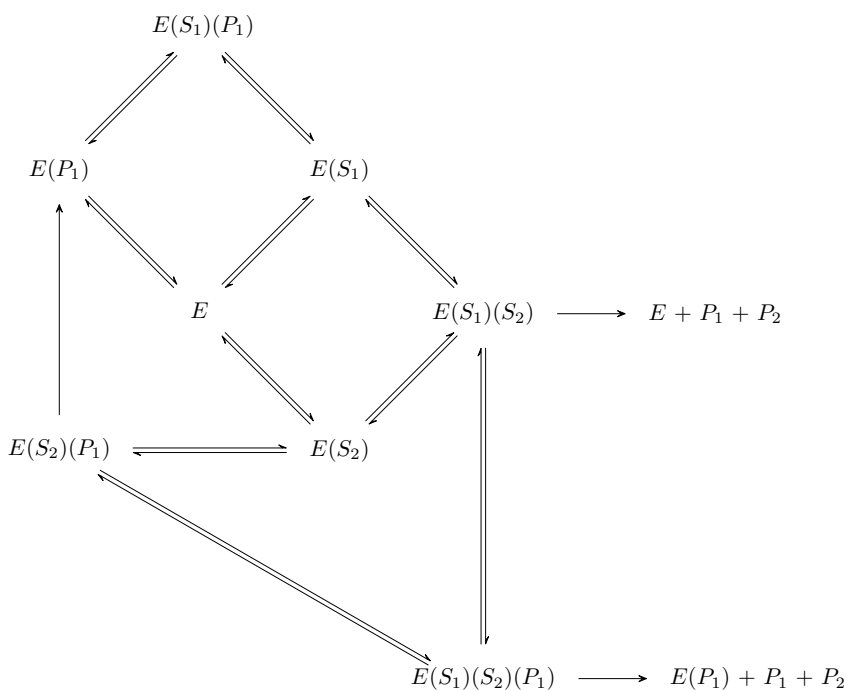 E(S₁)(P₁)
E(P₁)
E(S₁)
E
E(S₁)(S₂)
E + P₁ + P₂
E(S₂)(P₁)
E(S₂)
E(S₁)(S₂)(P₁)
E(P₁) + P₁ + P₂